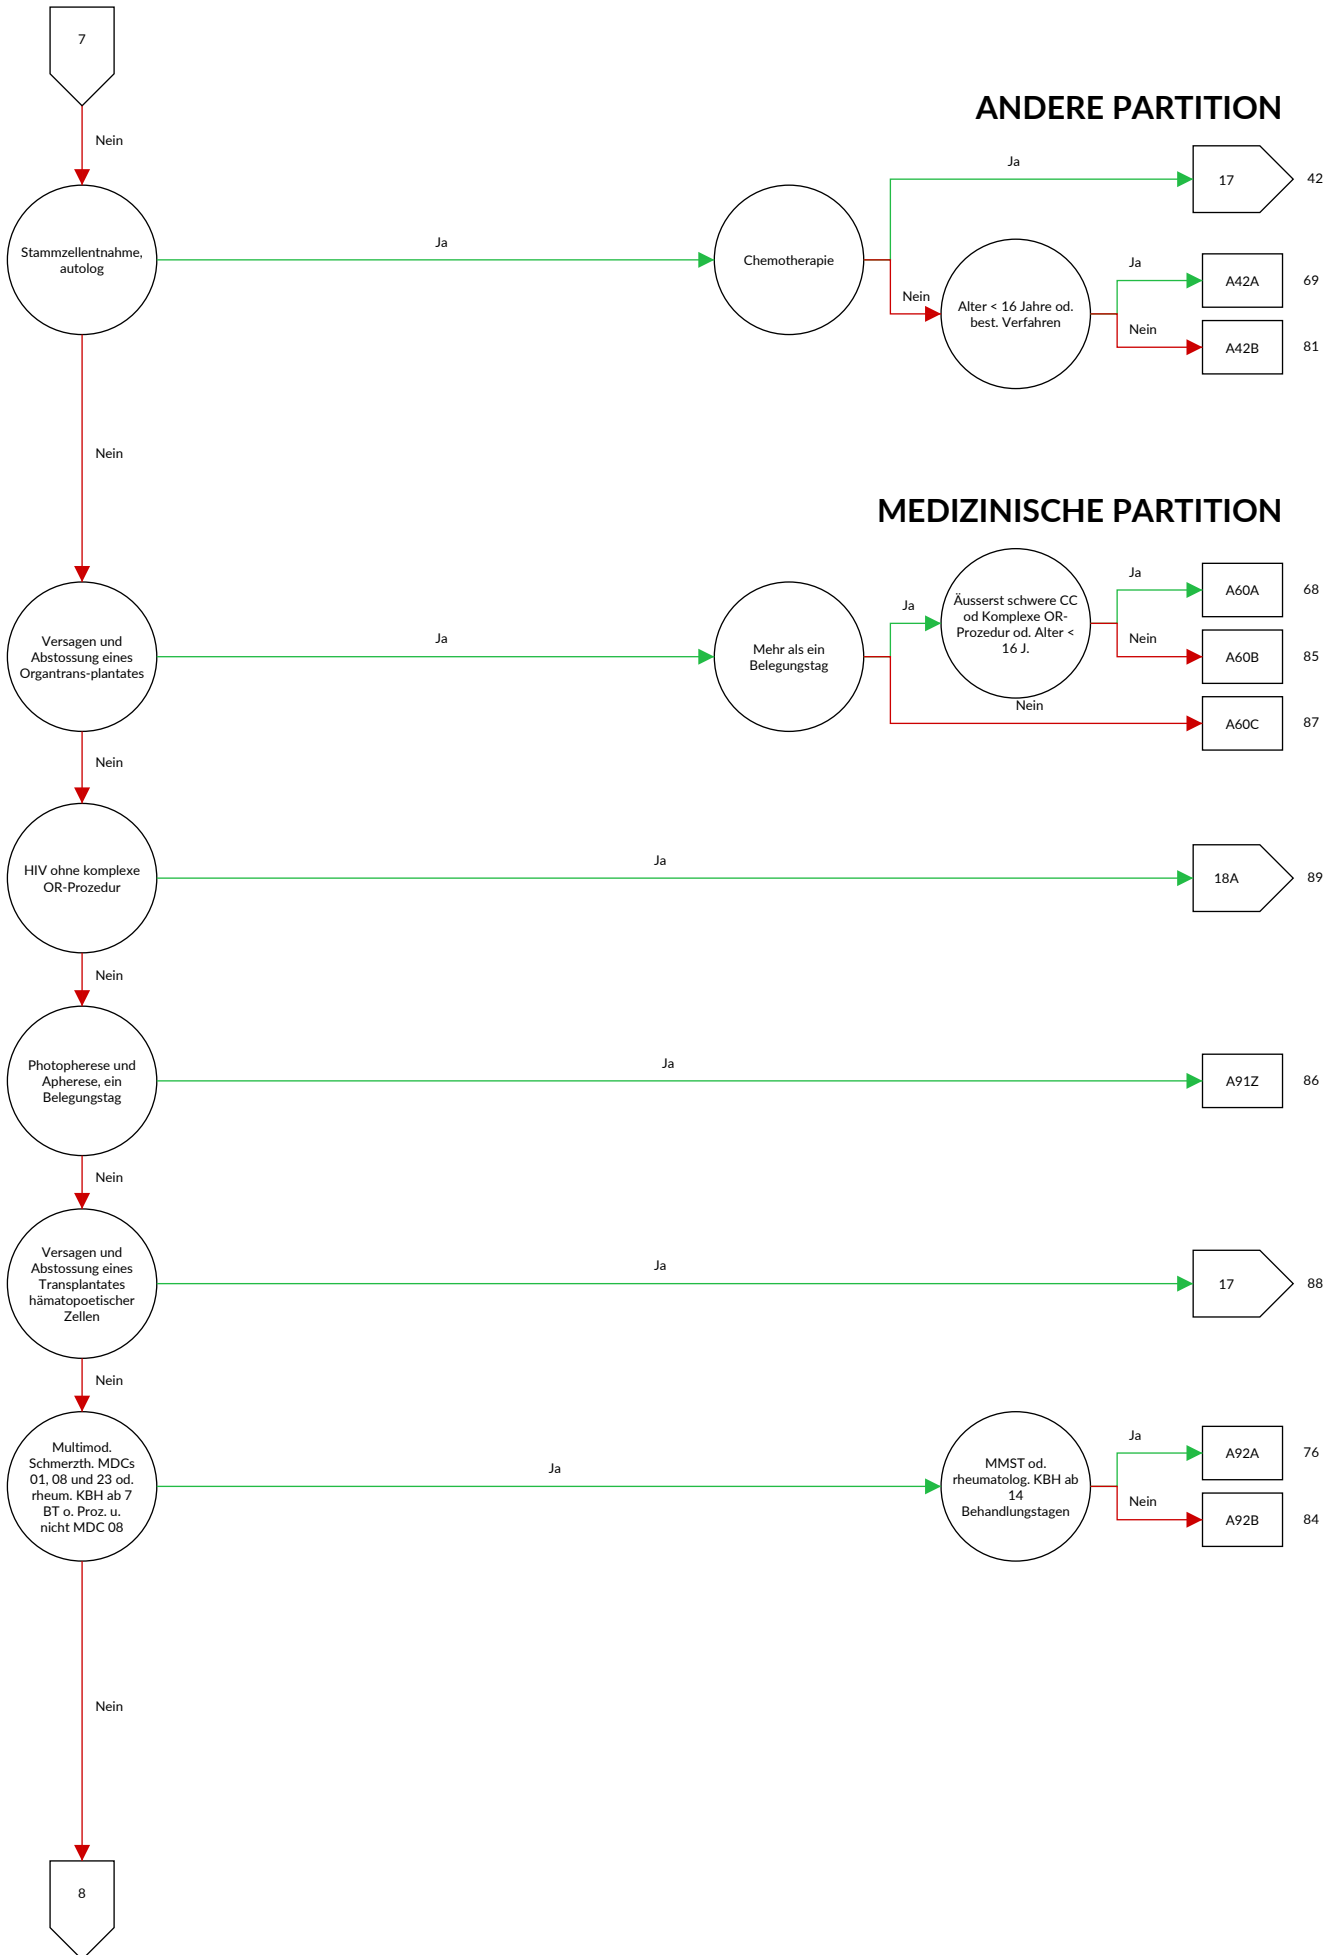 7
Nein
ANDERE PARTITION
Ja
17
42
Stammzellentnahme,
autolog
Ja
Chemotherapie
Nein
Alter < 16 Jahre od.
best. Verfahren
Ja
A42A
69
Nein
A42B
81
Nein
MEDIZINISCHE PARTITION
Versagen und
Abstossung eines
Organtrans-plantates
Ja
Mehr als ein
Belegungstag
Ja
Äusserst schwere CC
od Komplexe OR-
Prozedur od. Alter <
16 J.
Ja
A60A
68
Nein
A60B
85
Nein
A60C
87
Nein
HIV ohne komplexe
OR-Prozedur
Ja
18A
89
Nein
Photopherese und
Apherese, ein
Belegungstag
Ja
A91Z
86
Nein
Versagen und
Abstossung eines
Transplantates
hämatopoetischer
Zellen
Ja
17
88
Nein
Multimod.
Schmerzth. MDCs
01, 08 und 23 od.
rheum. KBH ab 7
BT o. Proz. u.
nicht MDC 08
Ja
MMST od.
rheumatolog. KBH ab
14
Behandlungstagen
Ja
A92A
76
Nein
A92B
84
Nein
8